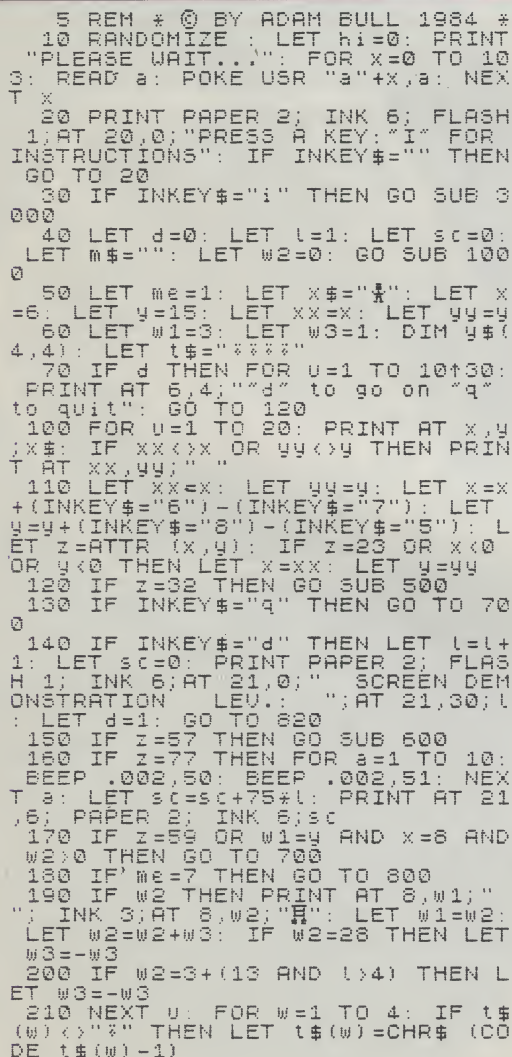 5 REM * © BY ADAM BULL 1984 *
10 RANDOMIZE : LET hi=0: PRINT
"PLEASE WAIT...": FOR x=0 TO 10
3: READ a: POKE USR "a"+x,a: NEX
T x
20 PRINT PAPER 2; INK 6; FLASH
1;AT 20,0;"PRESS A KEY:"I" FOR
INSTRUCTIONS": IF INKEY$="" THEN
GO TO 20
30 IF INKEY$="i" THEN GO SUB 3
000
40 LET d=0: LET l=1: LET sc=0:
LET m$="": LET w2=0: GO SUB 100
0
50 LET me=1: LET x$="": LET x
=6: LET y=15: LET xx=x: LET yy=y
60 LET w1=3: LET w3=1: DIM y$(
4,4): LET t$=""
70 IF d THEN FOR u=1 TO 10↑30:
PRINT AT 6,4;""d" to go on "q"
to quit": GO TO 120
100 FOR u=1 TO 20: PRINT AT x,y
;x$: IF xx<>x OR yy<>y THEN PRIN
T AT xx,yy;" "
110 LET xx=x: LET yy=y: LET x=x
+(INKEY$="6")-(INKEY$="7"): LET
y=y+(INKEY$="8")-(INKEY$="5"): L
ET z=ATTR (x,y): IF z=23 OR x<0
OR y<0 THEN LET x=xx: LET y=yy
120 IF z=32 THEN GO SUB 500
130 IF INKEY$="q" THEN GO TO 70
0
140 IF INKEY$="d" THEN LET l=l+
1: LET sc=0: PRINT PAPER 2; FLAS
H 1; INK 6;AT 21,0;"  SCREEN DEM
ONSTRATION   LEV.:  ";AT 21,30;l
: LET d=1: GO TO 820
150 IF z=57 THEN GO SUB 600
160 IF z=77 THEN FOR a=1 TO 10:
BEEP .002,50: BEEP .002,51: NEX
T a: LET sc=sc+75*l: PRINT AT 21
,6; PAPER 2; INK 6;sc
170 IF z=59 OR w1=y AND x=8 AND
w2>0 THEN GO TO 700
180 IF me=7 THEN GO TO 800
190 IF w2 THEN PRINT AT 8,w1;"
"; INK 3;AT 8,w2;"": LET w1=w2:
LET w2=w2+w3: IF w2=28 THEN LET
w3=-w3
200 IF w2=3+(13 AND l>4) THEN L
ET w3=-w3
210 NEXT u: FOR w=1 TO 4: IF t$
(w)<>"" THEN LET t$(w)=CHR$ (CO
DE t$(w)-1)